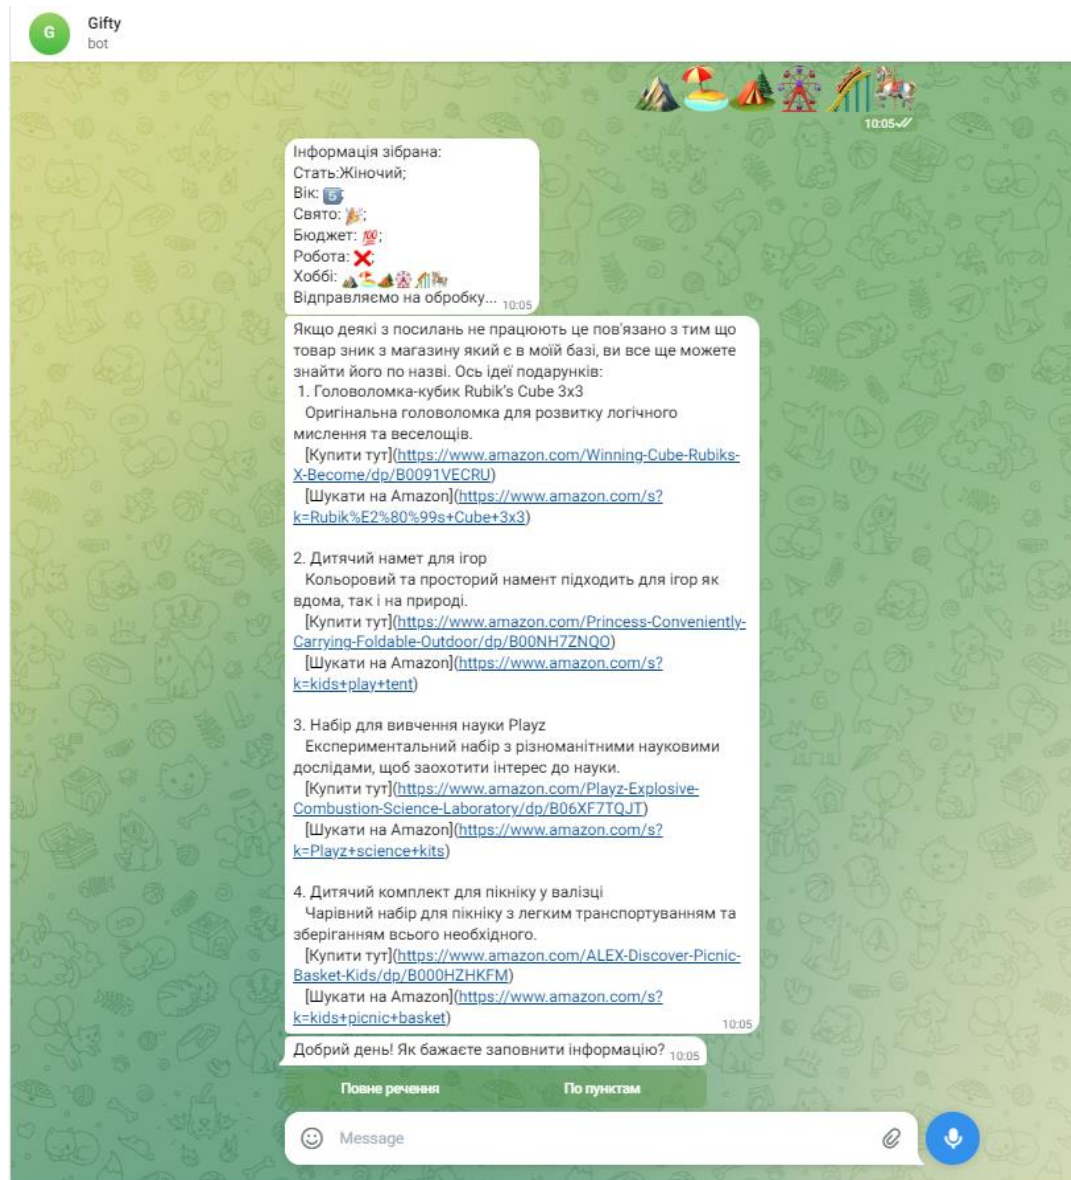 G
Gifty
bot
10:05
Інформація зібрана:
Стать:Жіночий;
Вік: 5️⃣;
Свято: 🎉;
Бюджет: 💯;
Робота: ❌;
Хоббі: 🏔🏖🏕🎡🎢🎠
Відправляємо на обробку... 10:05
Якщо деякі з посилань не працюють це пов'язано з тим що
товар зник з магазину який є в моїй базі, ви все ще можете
знайти його по назві. Ось ідеї подарунків:
1. Головоломка-кубик Rubik's Cube 3x3
Оригінальна головоломка для розвитку логічного
мислення та веселощів.
[Купити тут](https://www.amazon.com/Winning-Cube-Rubiks-
X-Become/dp/B0091VECRU)
[Шукати на Amazon](https://www.amazon.com/s?
k=Rubik%E2%80%99s+Cube+3x3)
2. Дитячий намет для ігор
Кольоровий та просторий намент підходить для ігор як
вдома, так і на природі.
[Купити тут](https://www.amazon.com/Princess-Conveniently-
Carrying-Foldable-Outdoor/dp/B00NH7ZNQO)
[Шукати на Amazon](https://www.amazon.com/s?
k=kids+play+tent)
3. Набір для вивчення науки Playz
Експериментальний набір з різноманітними науковими
дослідами, щоб заохотити інтерес до науки.
[Купити тут](https://www.amazon.com/Playz-Explosive-
Combustion-Science-Laboratory/dp/B06XF7TQJT)
[Шукати на Amazon](https://www.amazon.com/s?
k=Playz+science+kits)
4. Дитячий комплект для пікніку у валізці
Чарівний набір для пікніку з легким транспортуванням та
зберіганням всього необхідного.
[Купити тут](https://www.amazon.com/ALEX-Discover-Picnic-
Basket-Kids/dp/B000HZHKFM)
[Шукати на Amazon](https://www.amazon.com/s?
k=kids+picnic+basket)
10:05
Добрий день! Як бажаєте заповнити інформацію? 10:05
Повне речення По пунктам
Message